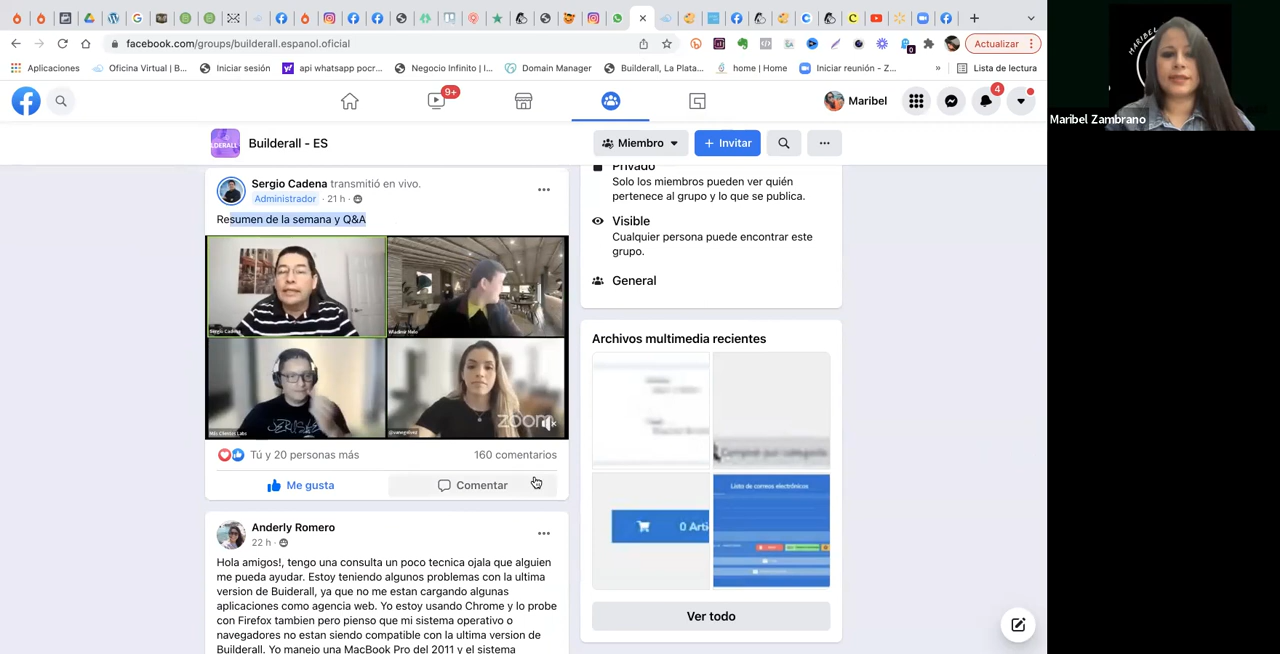 facebook.com/groups/builderall.espanol.oficial
Actualizar
Aplicaciones
Oficina Virtual | B...
Iniciar sesión
api whatsapp pocr...
Negocio Infinito | I...
Domain Manager
Builderall, La Plata...
home | Home
Iniciar reunión - Z...
»
Lista de lectura
9+
Maribel
4
Maribel Zambrano
Builderall - ES
Miembro
+ Invitar
Sergio Cadena transmitió en vivo.
Administrador · 21 h ·
Resumen de la semana y Q&A
Sergio Cadena
zoom
Tú y 20 personas más
160 comentarios
Me gusta
Comentar
Anderly Romero
22 h ·
Hola amigos!, tengo una consulta un poco tecnica ojala que alguien
me pueda ayudar. Estoy teniendo algunos problemas con la ultima
version de Buiderall, ya que no me estan cargando algunas
aplicaciones como agencia web. Yo estoy usando Chrome y lo probe
con Firefox tambien pero pienso que mi sistema operativo o
navegadores no estan siendo compatible con la ultima version de
Builderall. Yo manejo una MacBook Pro del 2011 y el sistema
Privado
Solo los miembros pueden ver quién
pertenece al grupo y lo que se publica.
Visible
Cualquier persona puede encontrar este
grupo.
General
Archivos multimedia recientes
Comprar por categoría
0 Artí
Lista de correos electrónicos
Ver todo